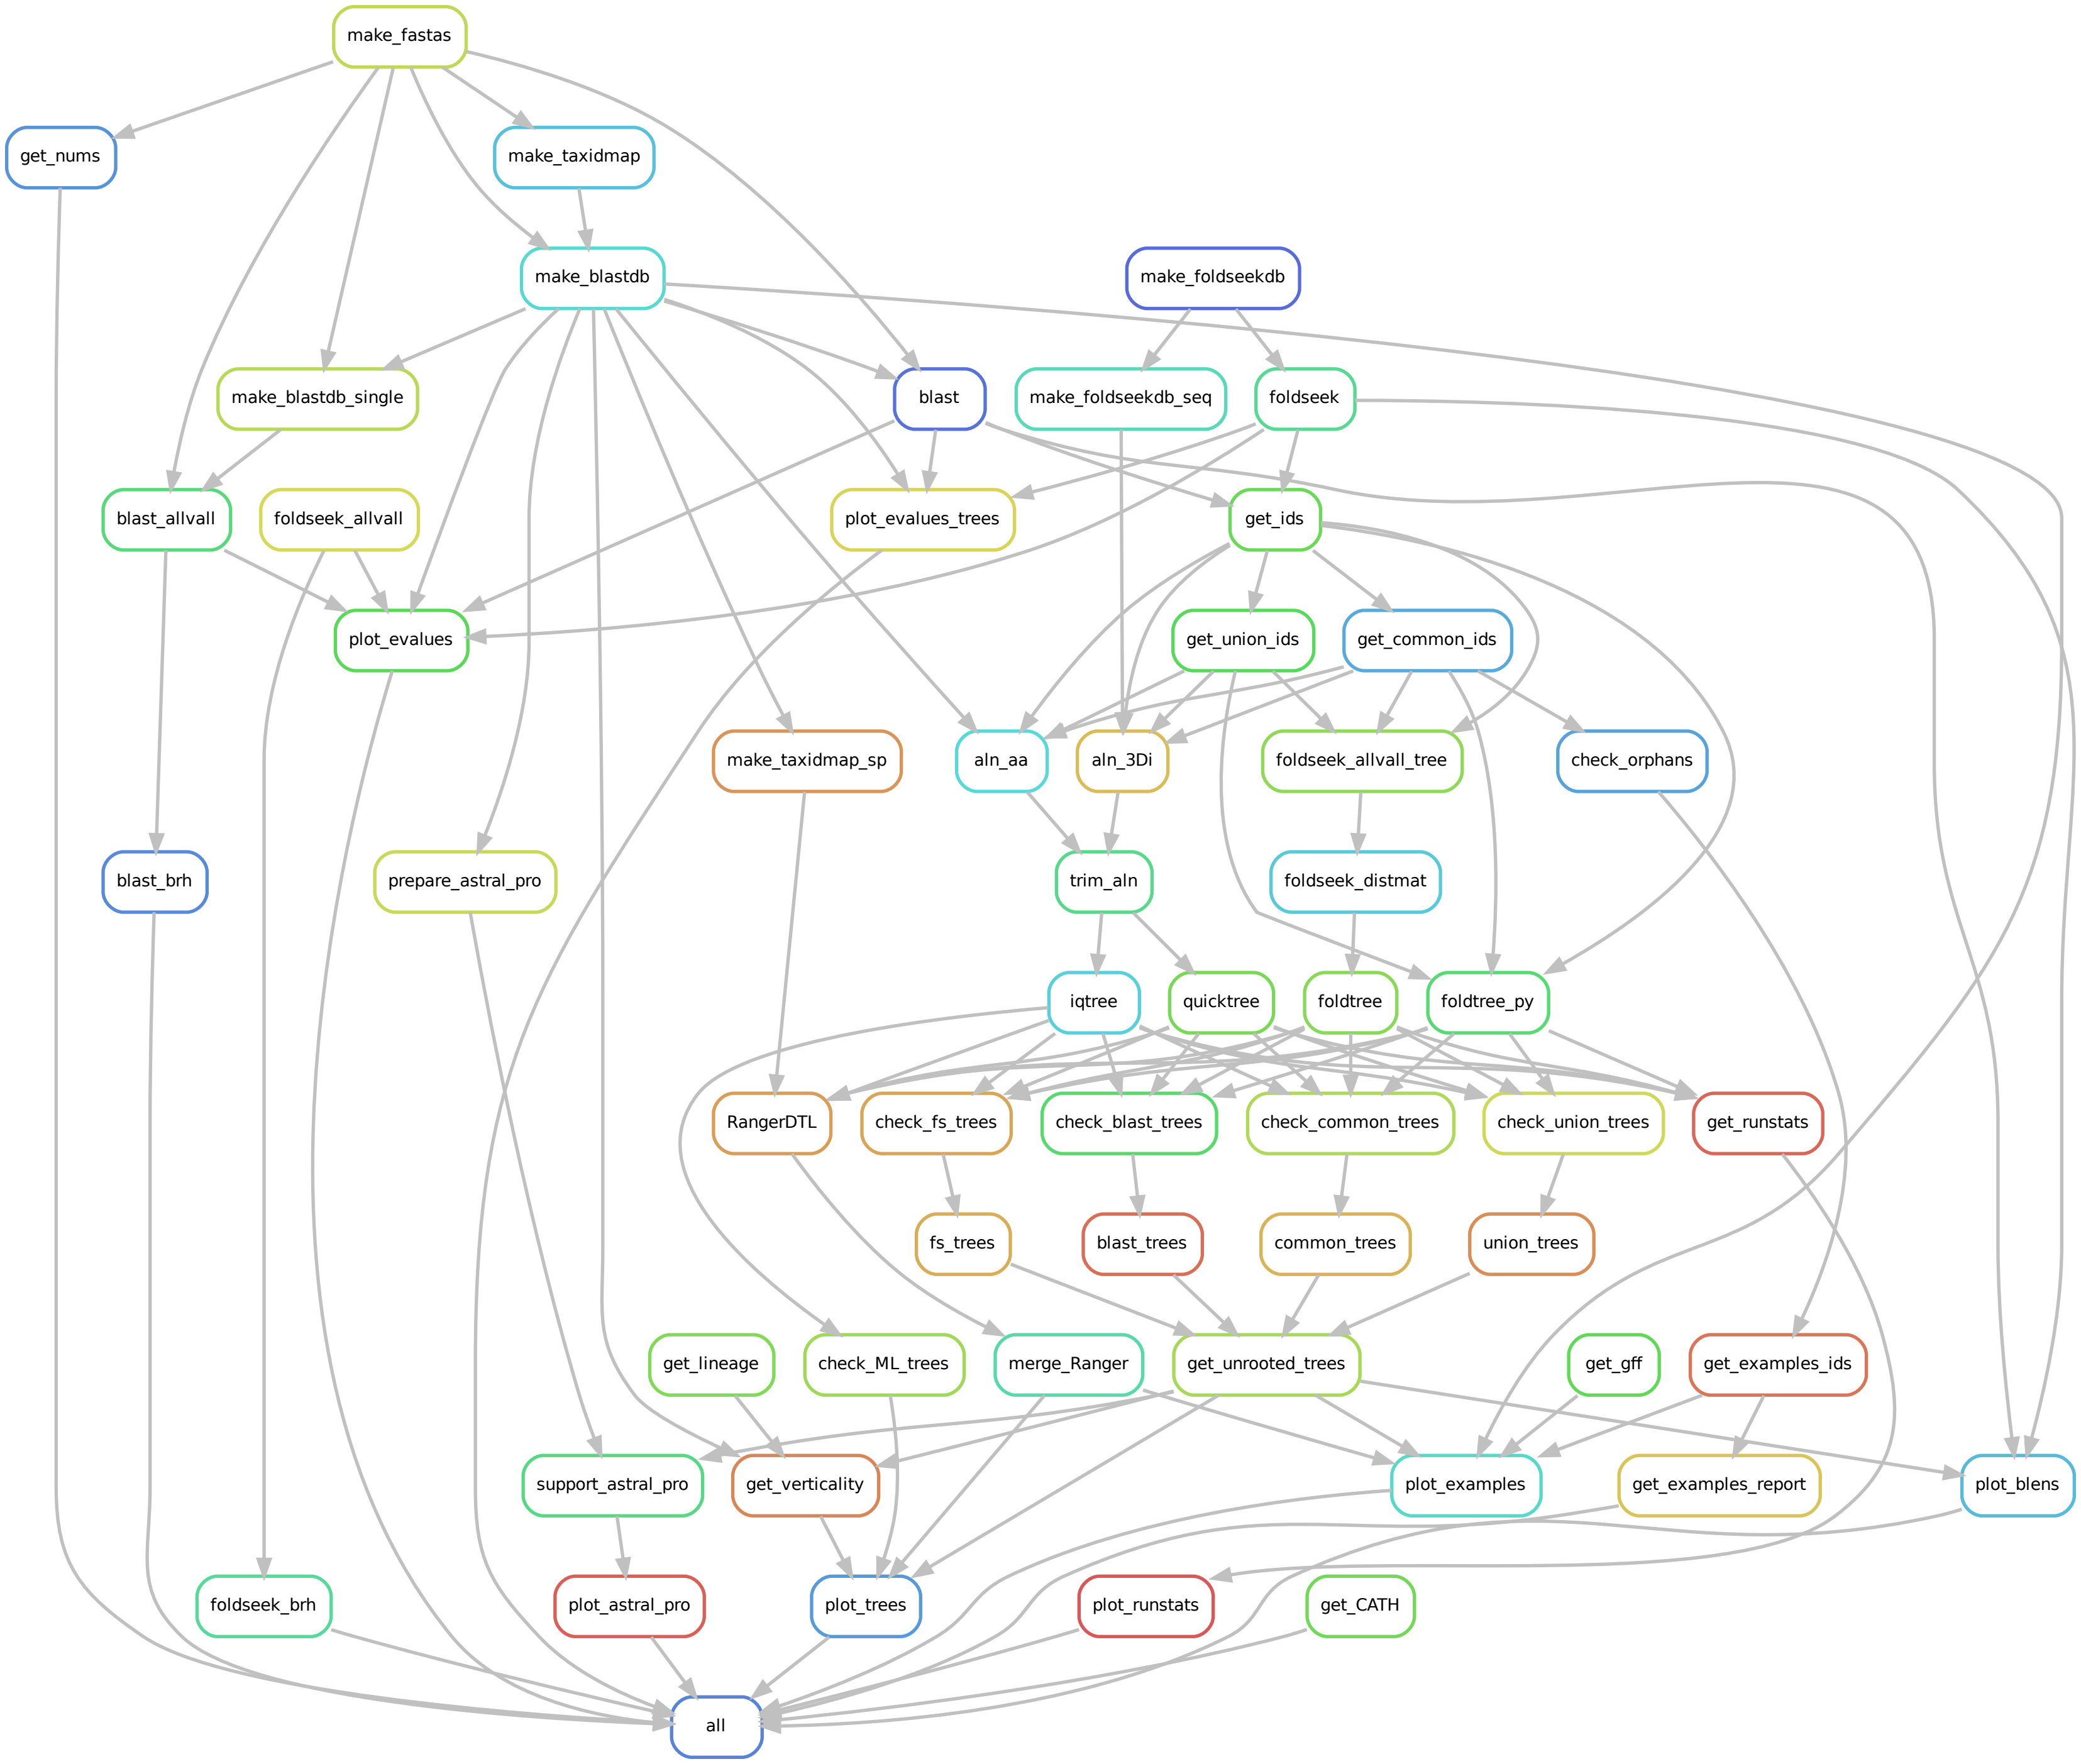 make_fastas
get_nums
make_taxidmap
make_blastdb
make_foldseekdb
make_blastdb_single
blast
make_foldseekdb_seq
foldseek
blast_allvall
foldseek_allvall
plot_evalues_trees
get_ids
plot_evalues
get_union_ids
get_common_ids
make_taxidmap_sp
aln_aa
aln_3Di
foldseek_allvall_tree
check_orphans
blast_brh
prepare_astral_pro
trim_aln
foldseek_distmat
iqtree
quicktree
foldtree
foldtree_py
RangerDTL
check_fs_trees
check_blast_trees
check_common_trees
check_union_trees
get_runstats
fs_trees
blast_trees
common_trees
union_trees
get_lineage
check_ML_trees
merge_Ranger
get_unrooted_trees
get_gff
get_examples_ids
support_astral_pro
get_verticality
plot_examples
get_examples_report
plot_blens
foldseek_brh
plot_astral_pro
plot_trees
plot_runstats
get_CATH
all